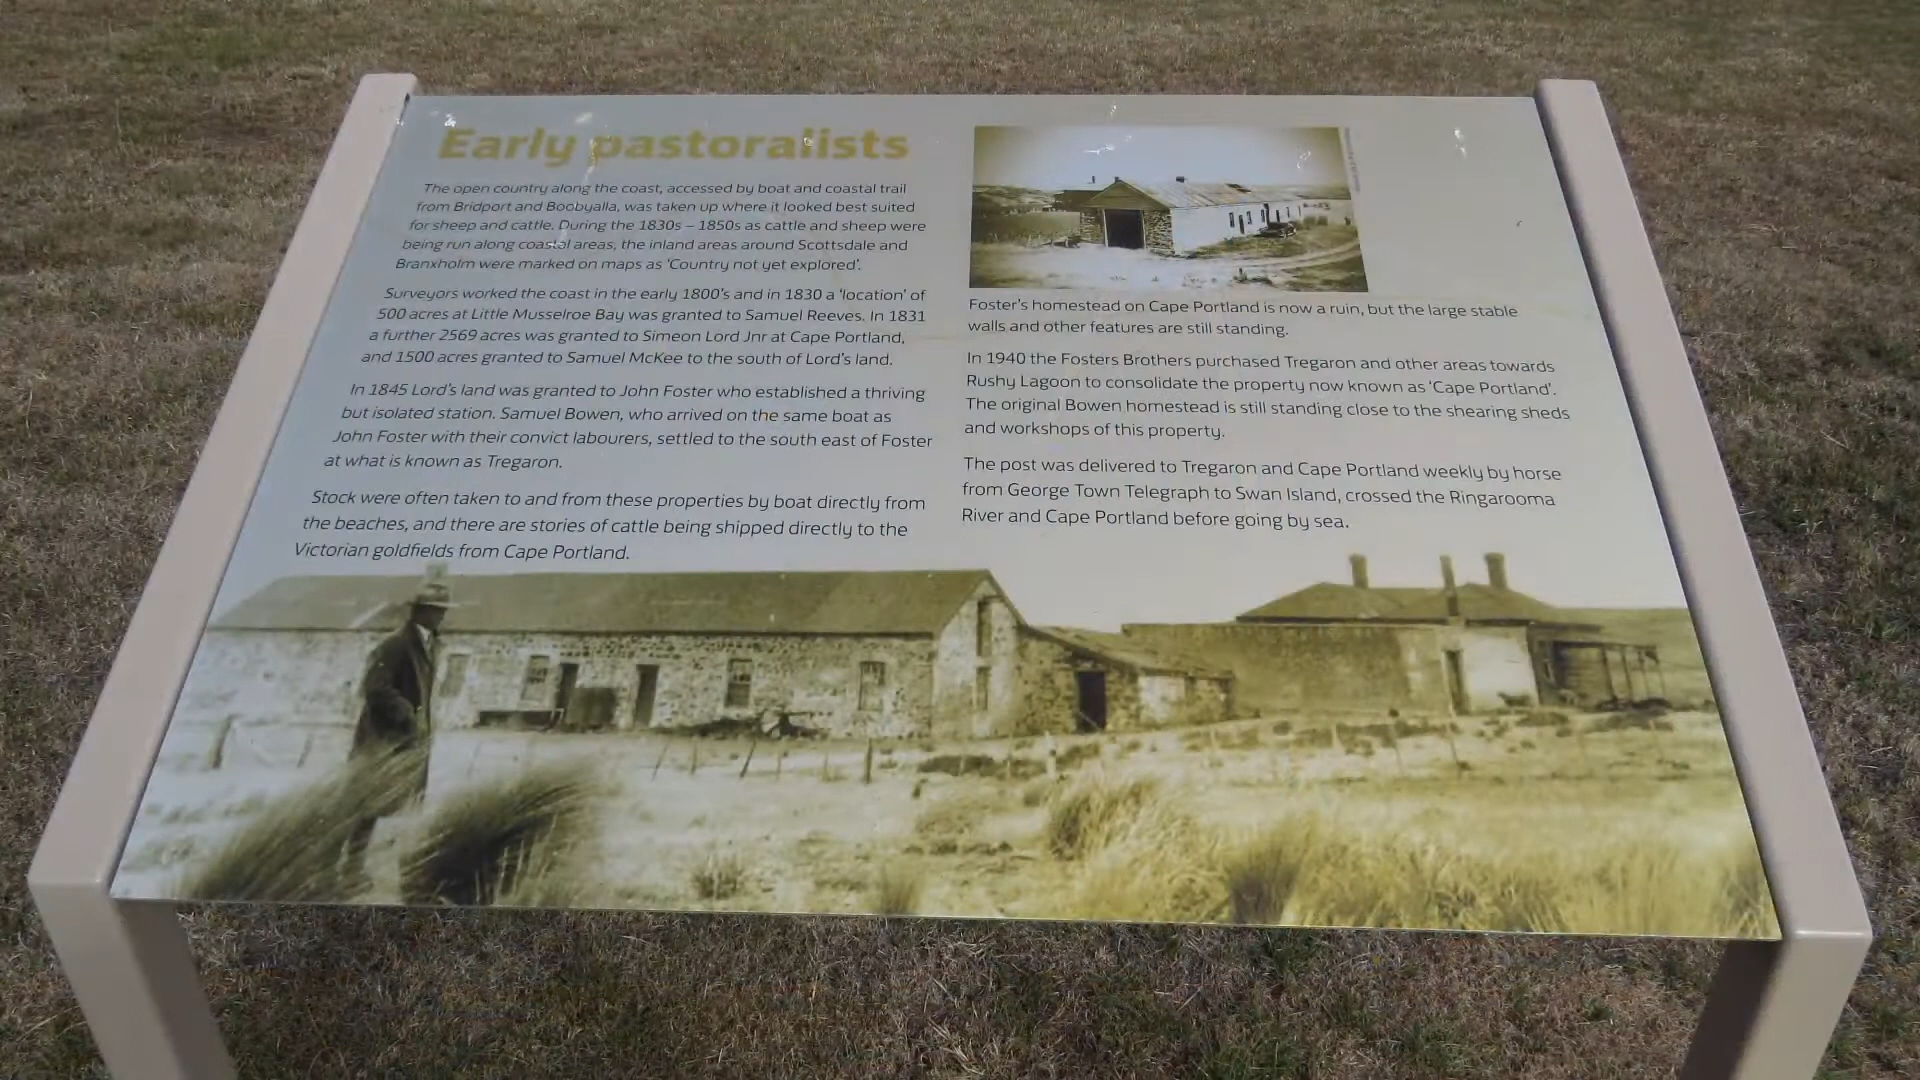 Early pastoralists
The open country along the coast, accessed by boat and coastal trail
from Bridport and Boobyalla, was taken up where it looked best suited
for sheep and cattle. During the 1830s – 1850s as cattle and sheep were
being run along coastal areas, the inland areas around Scottsdale and
Branxholm were marked on maps as 'Country not yet explored'.
Surveyors worked the coast in the early 1800's and in 1830 a 'location' of
500 acres at Little Musselroe Bay was granted to Samuel Reeves. In 1831
a further 2569 acres was granted to Simeon Lord Jnr at Cape Portland,
and 1500 acres granted to Samuel McKee to the south of Lord's land.
In 1845 Lord's land was granted to John Foster who established a thriving
but isolated station. Samuel Bowen, who arrived on the same boat as
John Foster with their convict labourers, settled to the south east of Foster
at what is known as Tregaron.
Stock were often taken to and from these properties by boat directly from
the beaches, and there are stories of cattle being shipped directly to the
Victorian goldfields from Cape Portland.
Foster's homestead on Cape Portland is now a ruin, but the large stable
walls and other features are still standing.
In 1940 the Fosters Brothers purchased Tregaron and other areas towards
Rushy Lagoon to consolidate the property now known as 'Cape Portland'.
The original Bowen homestead is still standing close to the shearing sheds
and workshops of this property.
The post was delivered to Tregaron and Cape Portland weekly by horse
from George Town Telegraph to Swan Island, crossed the Ringarooma
River and Cape Portland before going by sea.